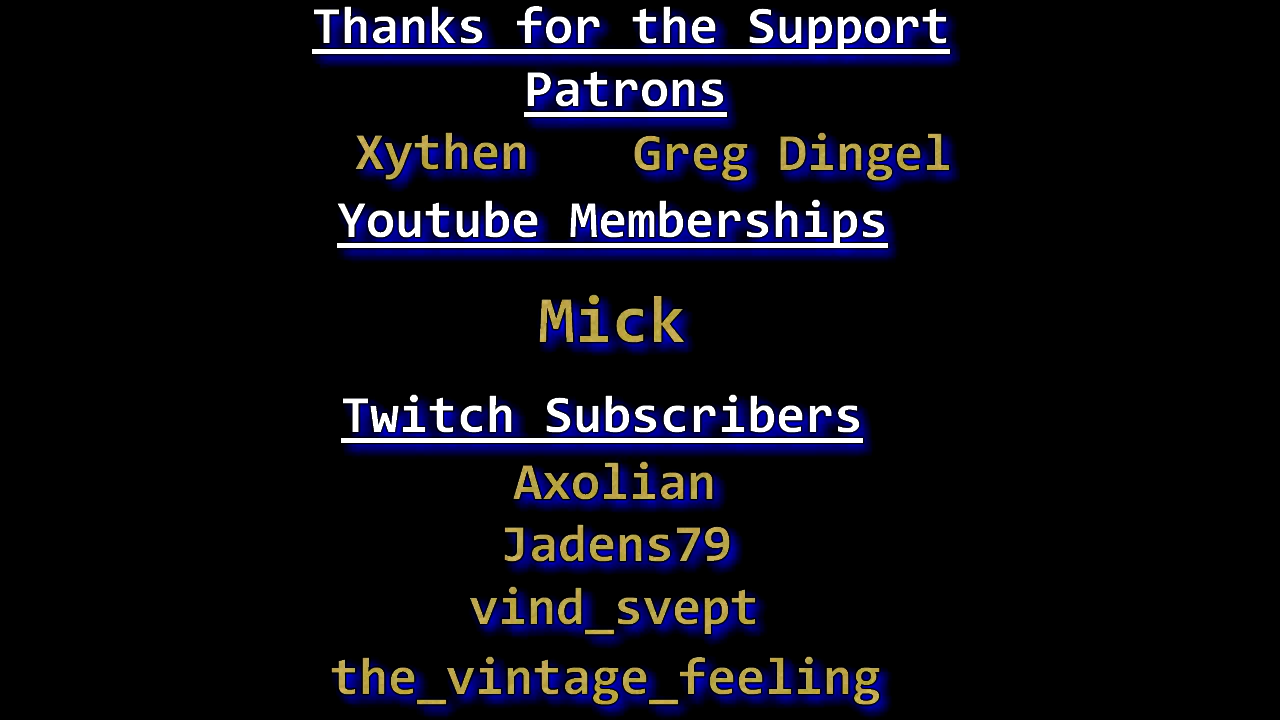 Thanks for the Support
Patrons
Xythen Greg Dingel
Youtube Memberships
Mick
Twitch Subscribers
Axolian
Jadens79
vind_svept
the_vintage_feeling